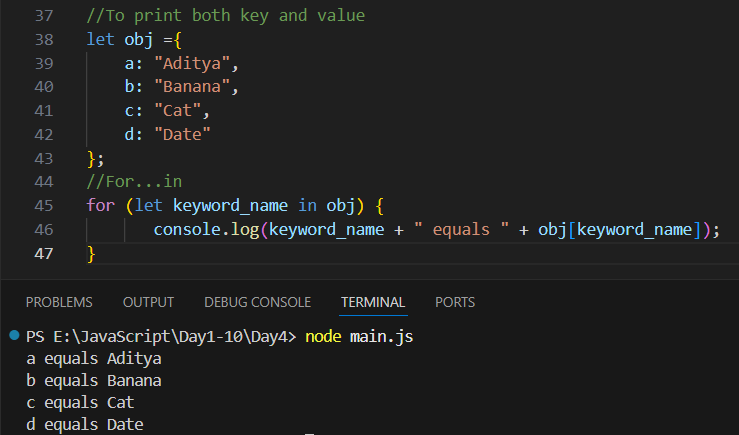 37 //To print both key and value
38 let obj ={
39 a: "Aditya",
40 b: "Banana",
41 c: "Cat",
42 d: "Date"
43 };
44 //For...in
45 for (let keyword_name in obj) {
46 console.log(keyword_name + " equals " + obj[keyword_name]);
47 }
PROBLEMS OUTPUT DEBUG CONSOLE TERMINAL PORTS
PS E:\JavaScript\Day1-10\Day4> node main.js
a equals Aditya
b equals Banana
c equals Cat
d equals Date